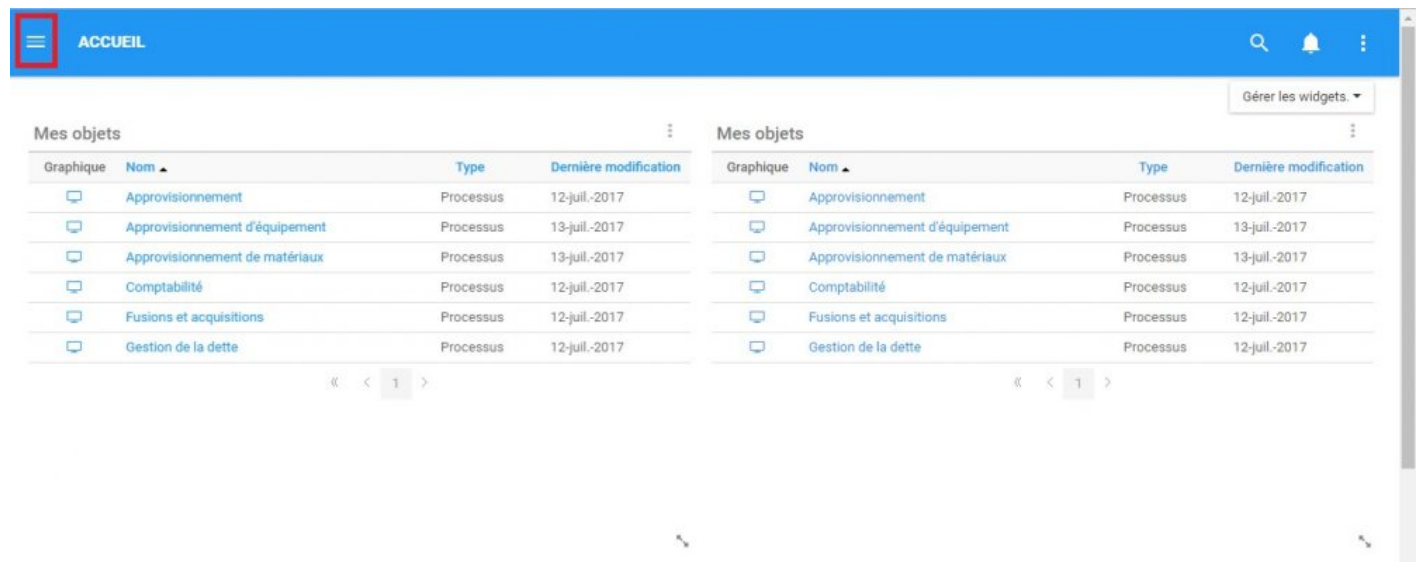 ACCUEIL
Gérer les widgets.
Mes objets
Graphique Nom Type Dernière modification
Approvisionnement Processus 12-juil.-2017
Approvisionnement d'équipement Processus 13-juil.-2017
Approvisionnement de matériaux Processus 13-juil.-2017
Comptabilité Processus 12-juil.-2017
Fusions et acquisitions Processus 12-juil.-2017
Gestion de la dette Processus 12-juil.-2017
« < 1 >
Mes objets
Graphique Nom Type Dernière modification
Approvisionnement Processus 12-juil.-2017
Approvisionnement d'équipement Processus 13-juil.-2017
Approvisionnement de matériaux Processus 13-juil.-2017
Comptabilité Processus 12-juil.-2017
Fusions et acquisitions Processus 12-juil.-2017
Gestion de la dette Processus 12-juil.-2017
« < 1 >